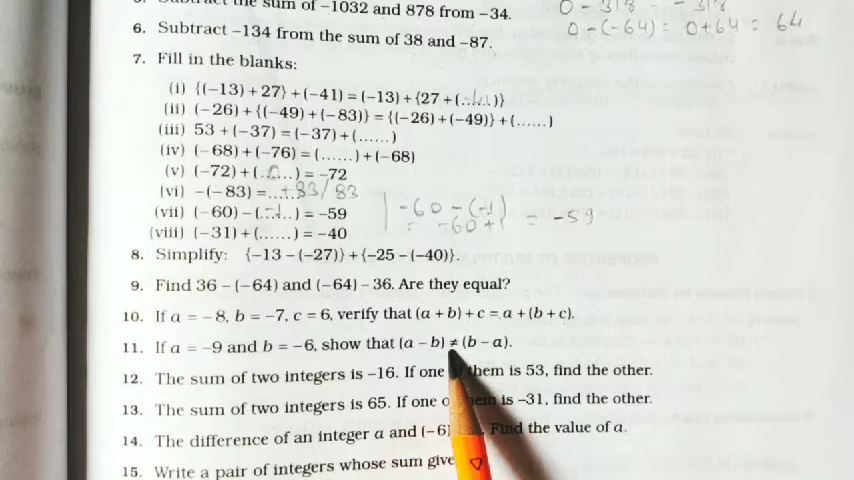 Subtract the sum of −1032 and 878 from −34.
0 − 318 = − 318
0 − (−64) = 0+64 = 64
6. Subtract −134 from the sum of 38 and −87.
7. Fill in the blanks:
(i) {(−13) + 27} + (−41) = (−13) + {27 + (......)}
(ii) (−26) + {(−49) + (−83)} = {(−26) + (−49)} + (......)
(iii) 53 + (−37) = (−37) + (......)
(iv) (−68) + (−76) = (......) + (−68)
(v) (−72) + (..0...) = −72
(vi) −(−83) = ....+83/83
(vii) (−60) − (..−1..) = −59
−60 − (−1)
= −60 +1 = −59
(viii) (−31) + (......) = −40
8. Simplify: {−13 − (−27)} + {−25 − (−40)}.
9. Find 36 − (−64) and (−64) − 36. Are they equal?
10. If a = −8, b = −7, c = 6, verify that (a + b) + c = a + (b + c).
11. If a = −9 and b = −6, show that (a − b) ≠ (b − a).
12. The sum of two integers is −16. If one of them is 53, find the other.
13. The sum of two integers is 65. If one of them is −31, find the other.
14. The difference of an integer a and (−6) Find the value of a.
15. Write a pair of integers whose sum give